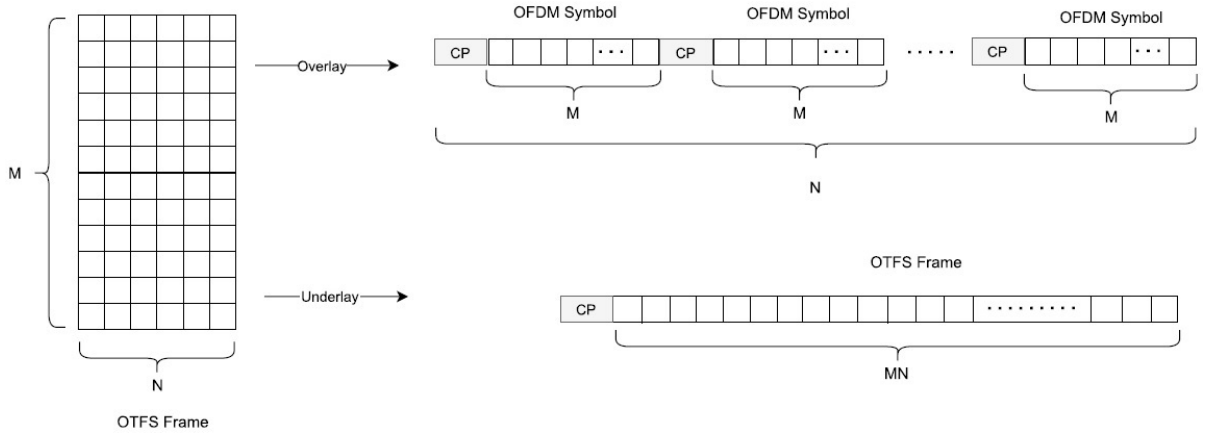 OFDM Symbol
OFDM Symbol
OFDM Symbol
CP
CP
CP
Overlay
M
M
M
M
N
OTFS Frame
Underlay
CP
MN
N
OTFS Frame